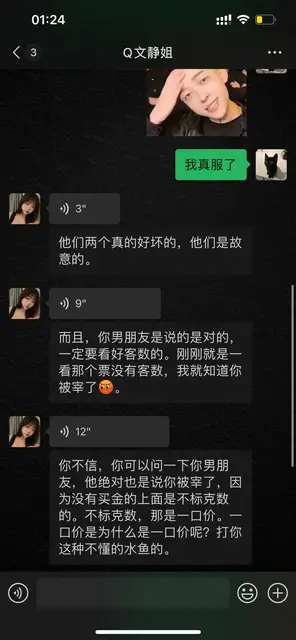 01:24
3
Q文静姐
我真服了
3"
他们两个真的好坏的，他们是故
意的。
9"
而且，你男朋友是说的是对的，
一定要看好客数的。刚刚就是一
看那个票没有客数，我就知道你
被宰了😡。
12"
你不信，你可以问一下你男朋
友，他绝对也是说你被宰了，因
为没有买金的上面是不标克数
的。不标克数，那是一口价。一
口价是为什么是一口价呢？打你
这种不懂的水鱼的。